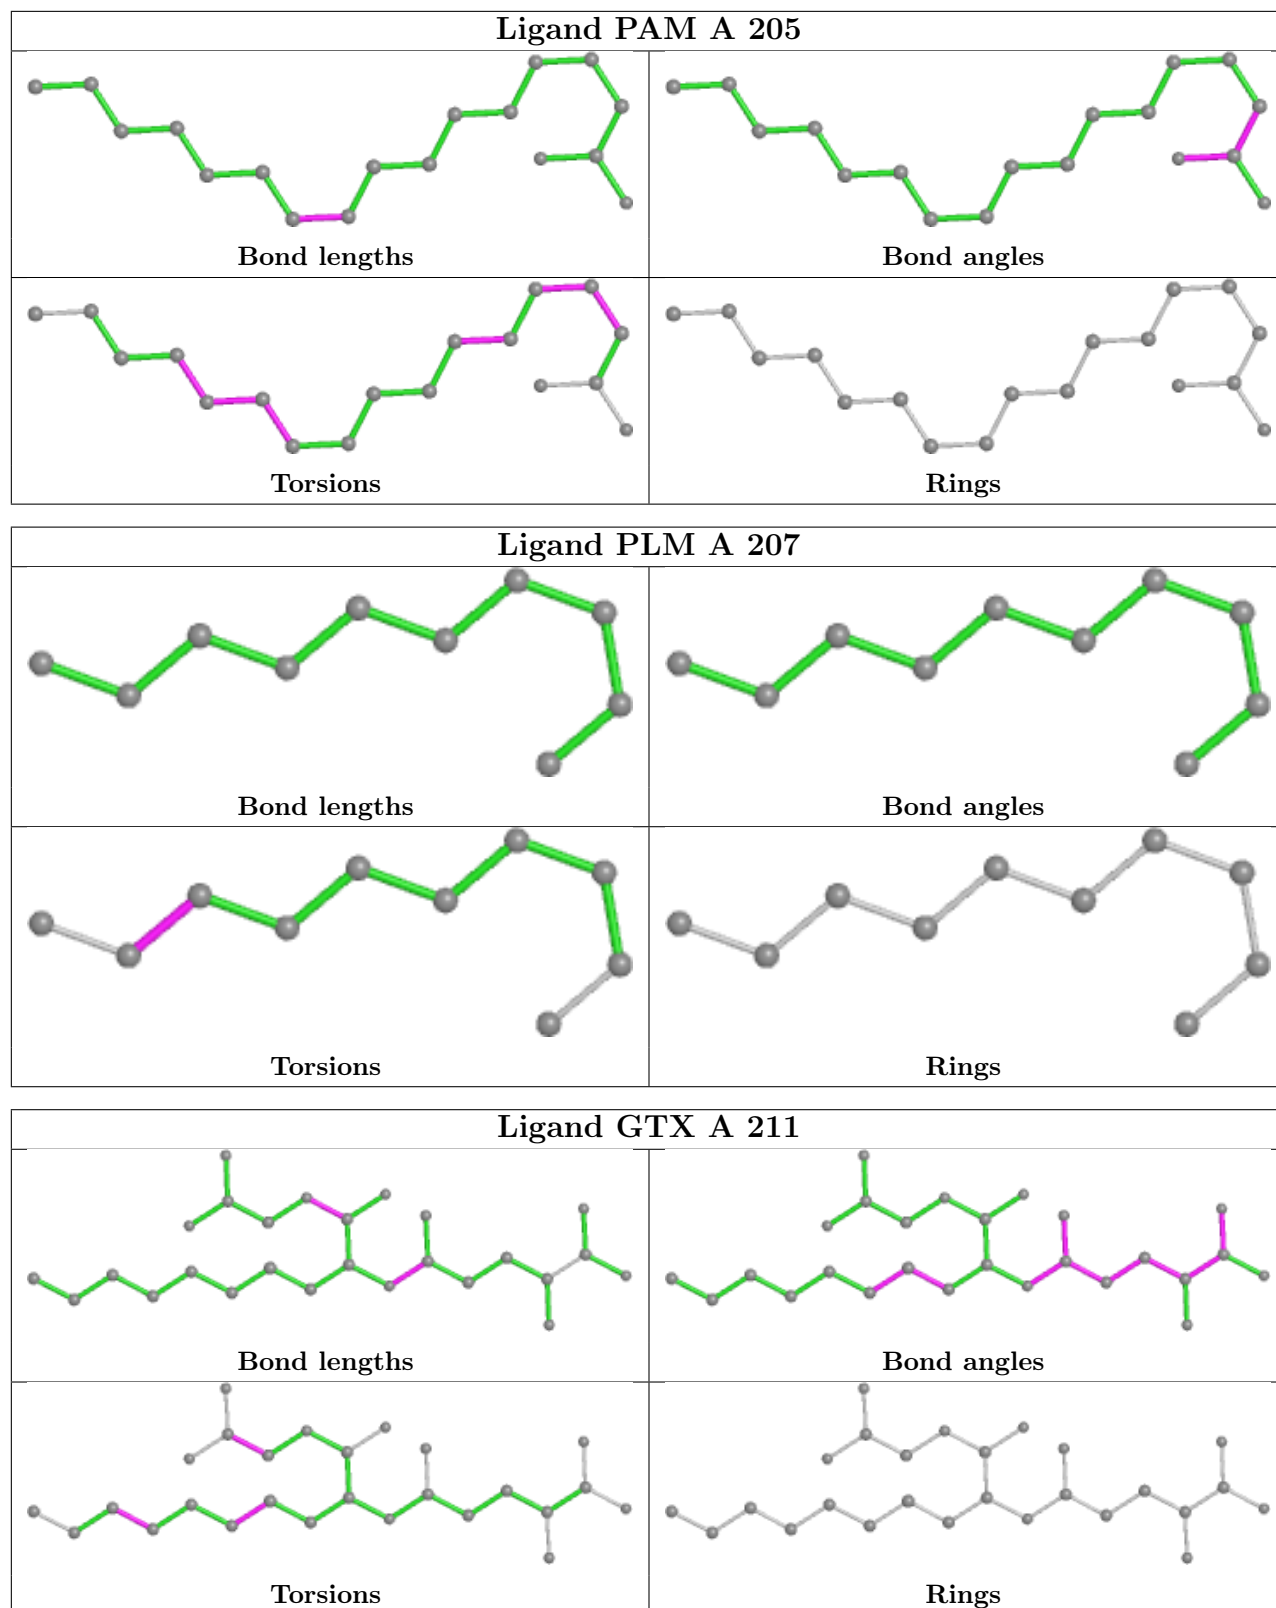 Ligand PAM A 205
Bond lengths
Bond angles
Torsions
Rings
Ligand PLM A 207
Bond lengths
Bond angles
Torsions
Rings
Ligand GTX A 211
Bond lengths
Bond angles
Torsions
Rings